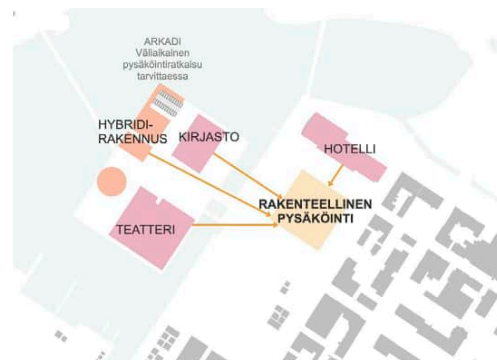 ARKADI
Väliaikainen
pysäköintiratkaisu
tarvittaessa
HYBRIDI-
RAKENNUS
KIRJASTO
HOTELLI
RAKENTEELLINEN
PYSÄKÖINTI
TEATTERI